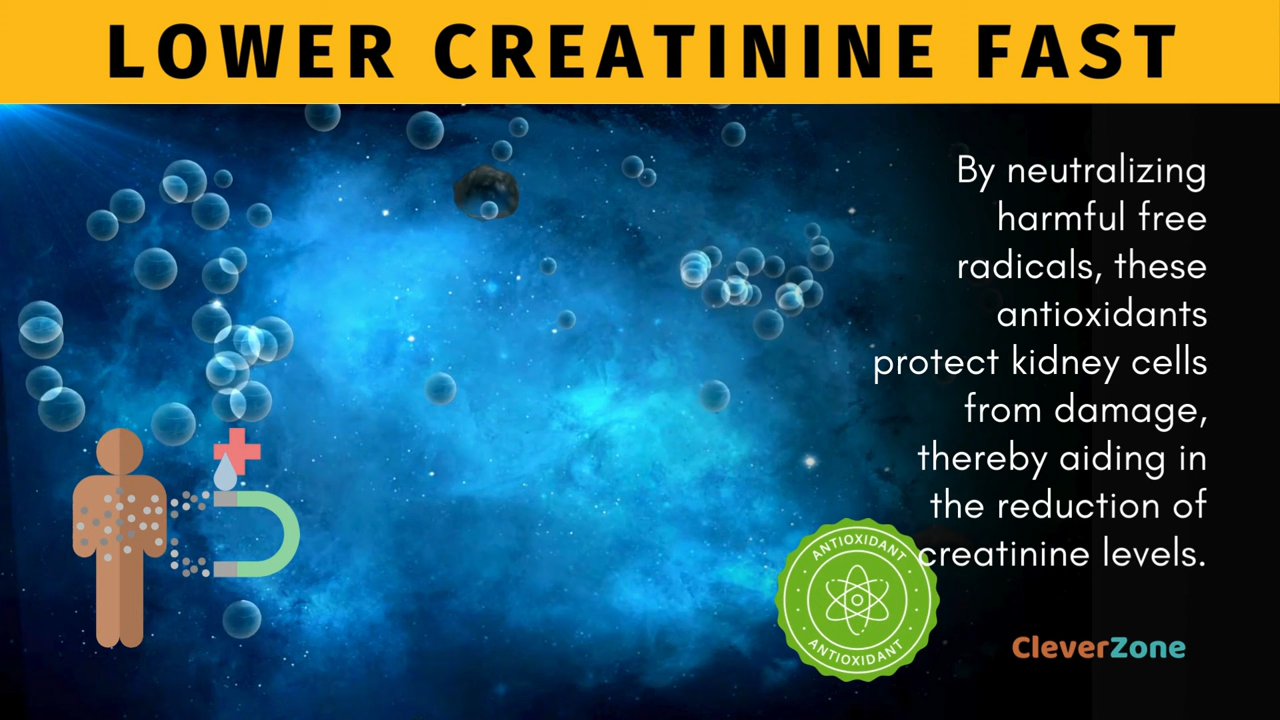 LOWER CREATININE FAST
By neutralizing
harmful free
radicals, these
antioxidants
protect kidney cells
from damage,
thereby aiding in
the reduction of
creatinine levels.
ANTIOXIDANT
ANTIOXIDANT
CleverZone